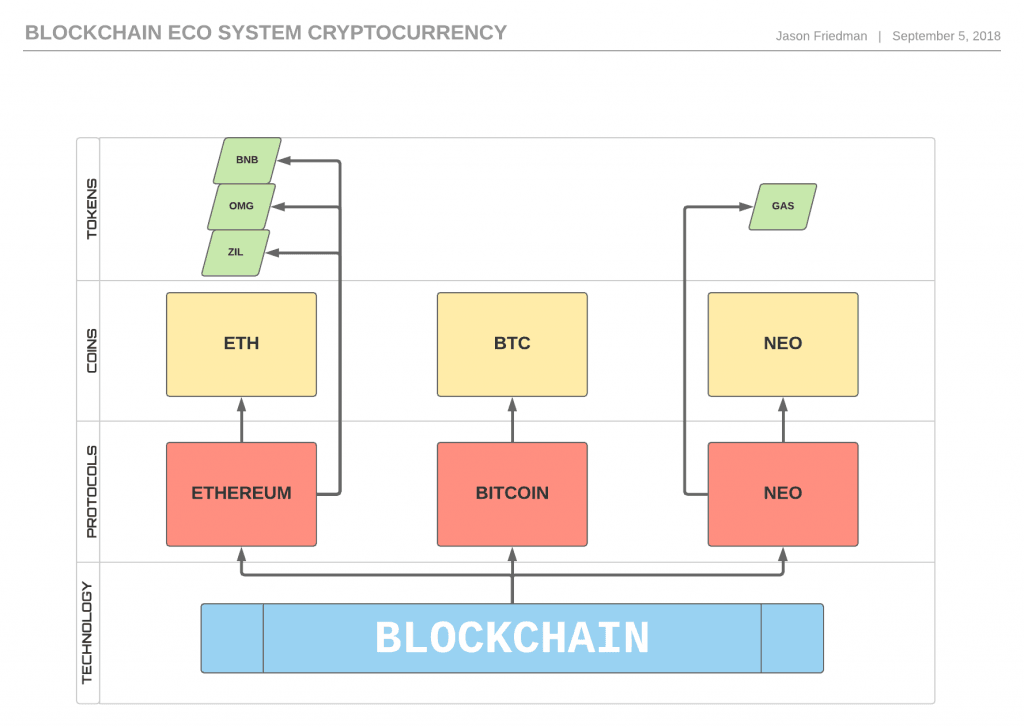 BLOCKCHAIN ECO SYSTEM CRYPTOCURRENCY
Jason Friedman | September 5, 2018
TOKENS
BNB
OMG
ZIL
GAS
COINS
ETH
BTC
NEO
PROTOCOLS
ETHEREUM
BITCOIN
NEO
TECHNOLOGY
BLOCKCHAIN